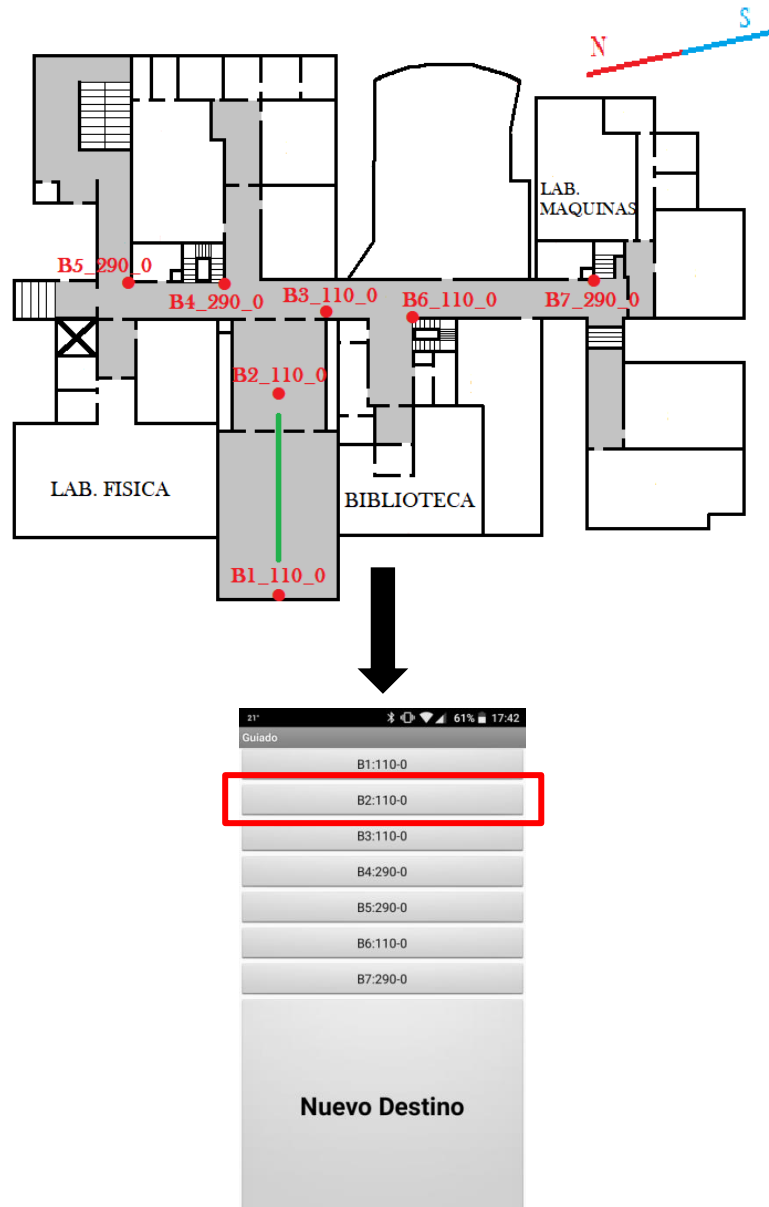 N
S
LAB.
MAQUINAS
B5_290_0
B4_290_0
B3_110_0
B6_110_0
B7_290_0
B2_110_0
LAB. FISICA
BIBLIOTECA
B1_110_0
21°
61%
17:42
Guiado
B1:110-0
B2:110-0
B3:110-0
B4:290-0
B5:290-0
B6:110-0
B7:290-0
Nuevo Destino